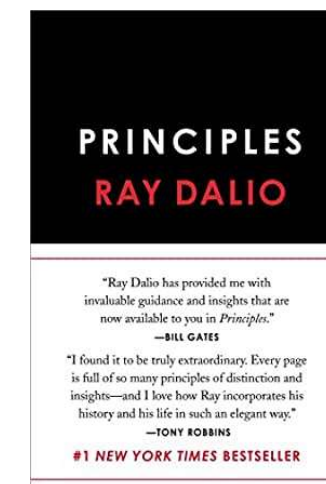 PRINCIPLES
RAY DALIO
“Ray Dalio has provided me with
invaluable guidance and insights that are
now available to you in Principles.”
—BILL GATES
“I found it to be truly extraordinary. Every page
is full of so many principles of distinction and
insights—and I love how Ray incorporates his
history and his life in such an elegant way.”
—TONY ROBBINS
#1 NEW YORK TIMES BESTSELLER